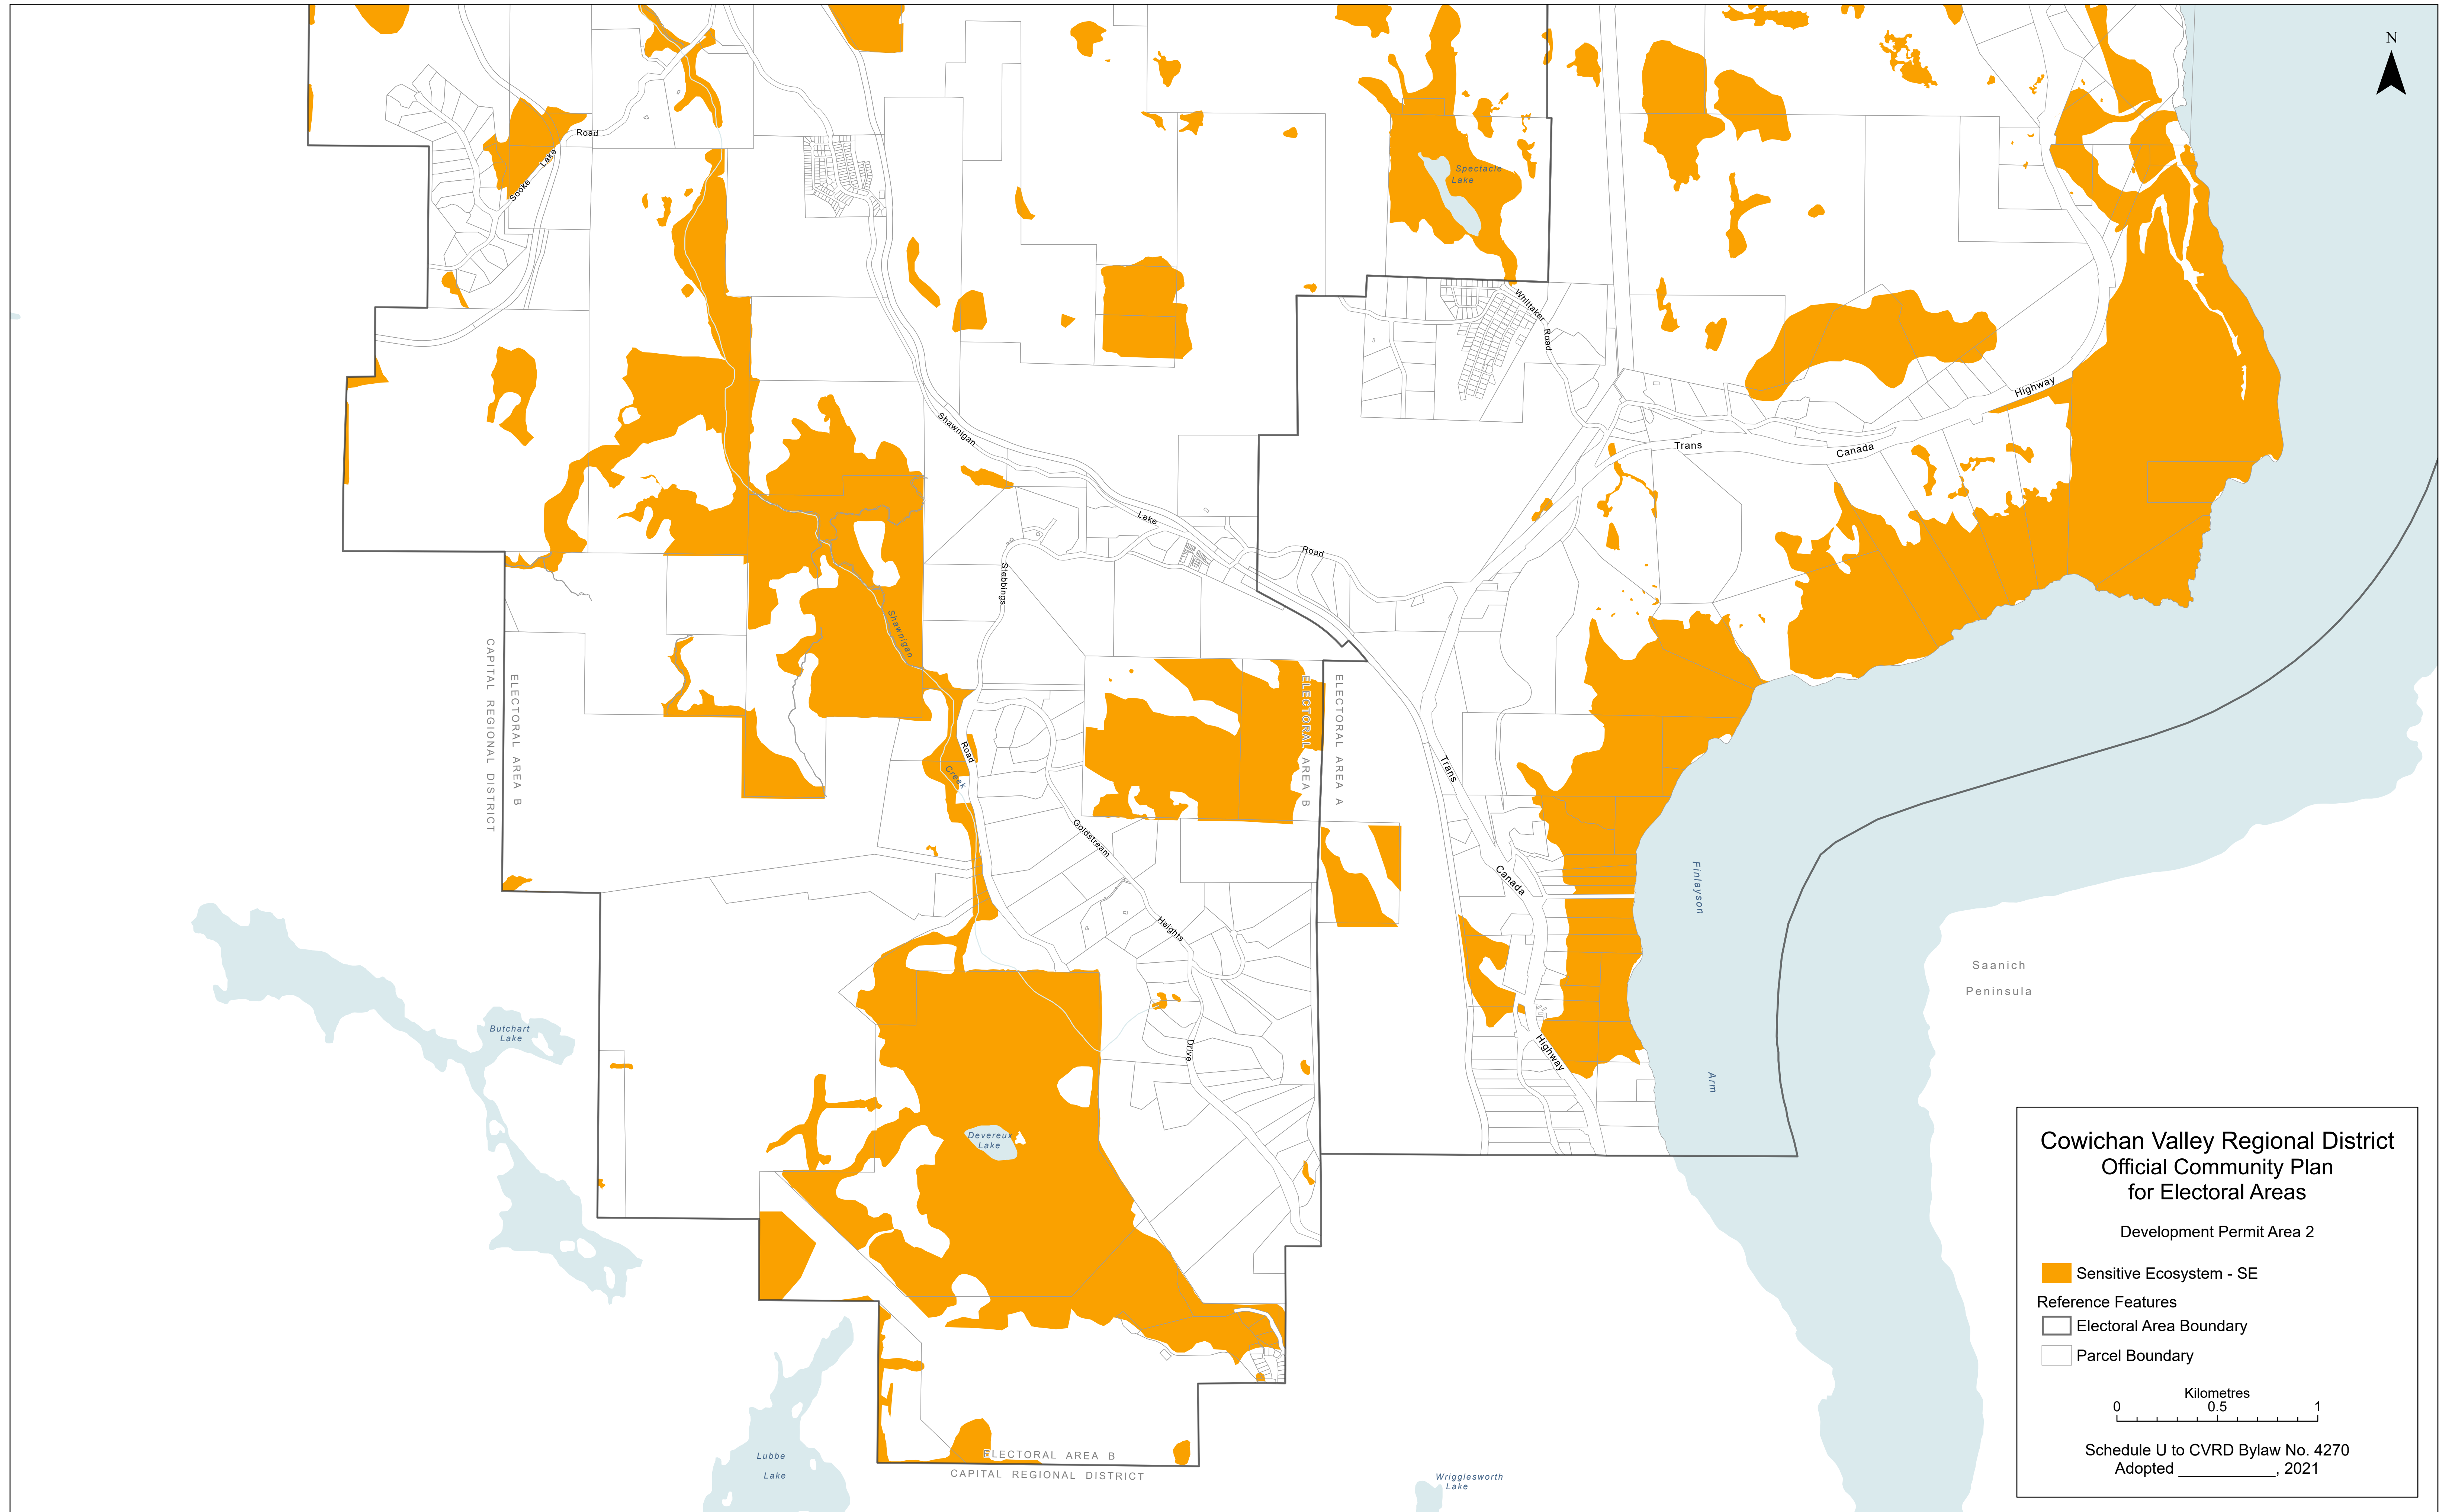 N
Road
Sooke Lake
Spectacle
Lake
Whittaker
Road
Highway
Shawnigan
Trans
Canada
Lake
Road
Stebbings
Shawnigan
CAPITAL REGIONAL DISTRICT
ELECTORAL AREA B
ELECTORAL AREA B
ELECTORAL AREA A
Road
Creek
Trans
Goldstream
Canada
Finlayson
Heights
Saanich
Peninsula
Butchart
Lake
Drive
Highway
Arm
Devereux
Lake
Cowichan Valley Regional District
Official Community Plan
for Electoral Areas
Development Permit Area 2
Sensitive Ecosystem - SE
Reference Features
Electoral Area Boundary
Parcel Boundary
Kilometres
0 0.5 1
Schedule U to CVRD Bylaw No. 4270
Adopted ____________, 2021
Lubbe
Lake
ELECTORAL AREA B
CAPITAL REGIONAL DISTRICT
Wrigglesworth
Lake